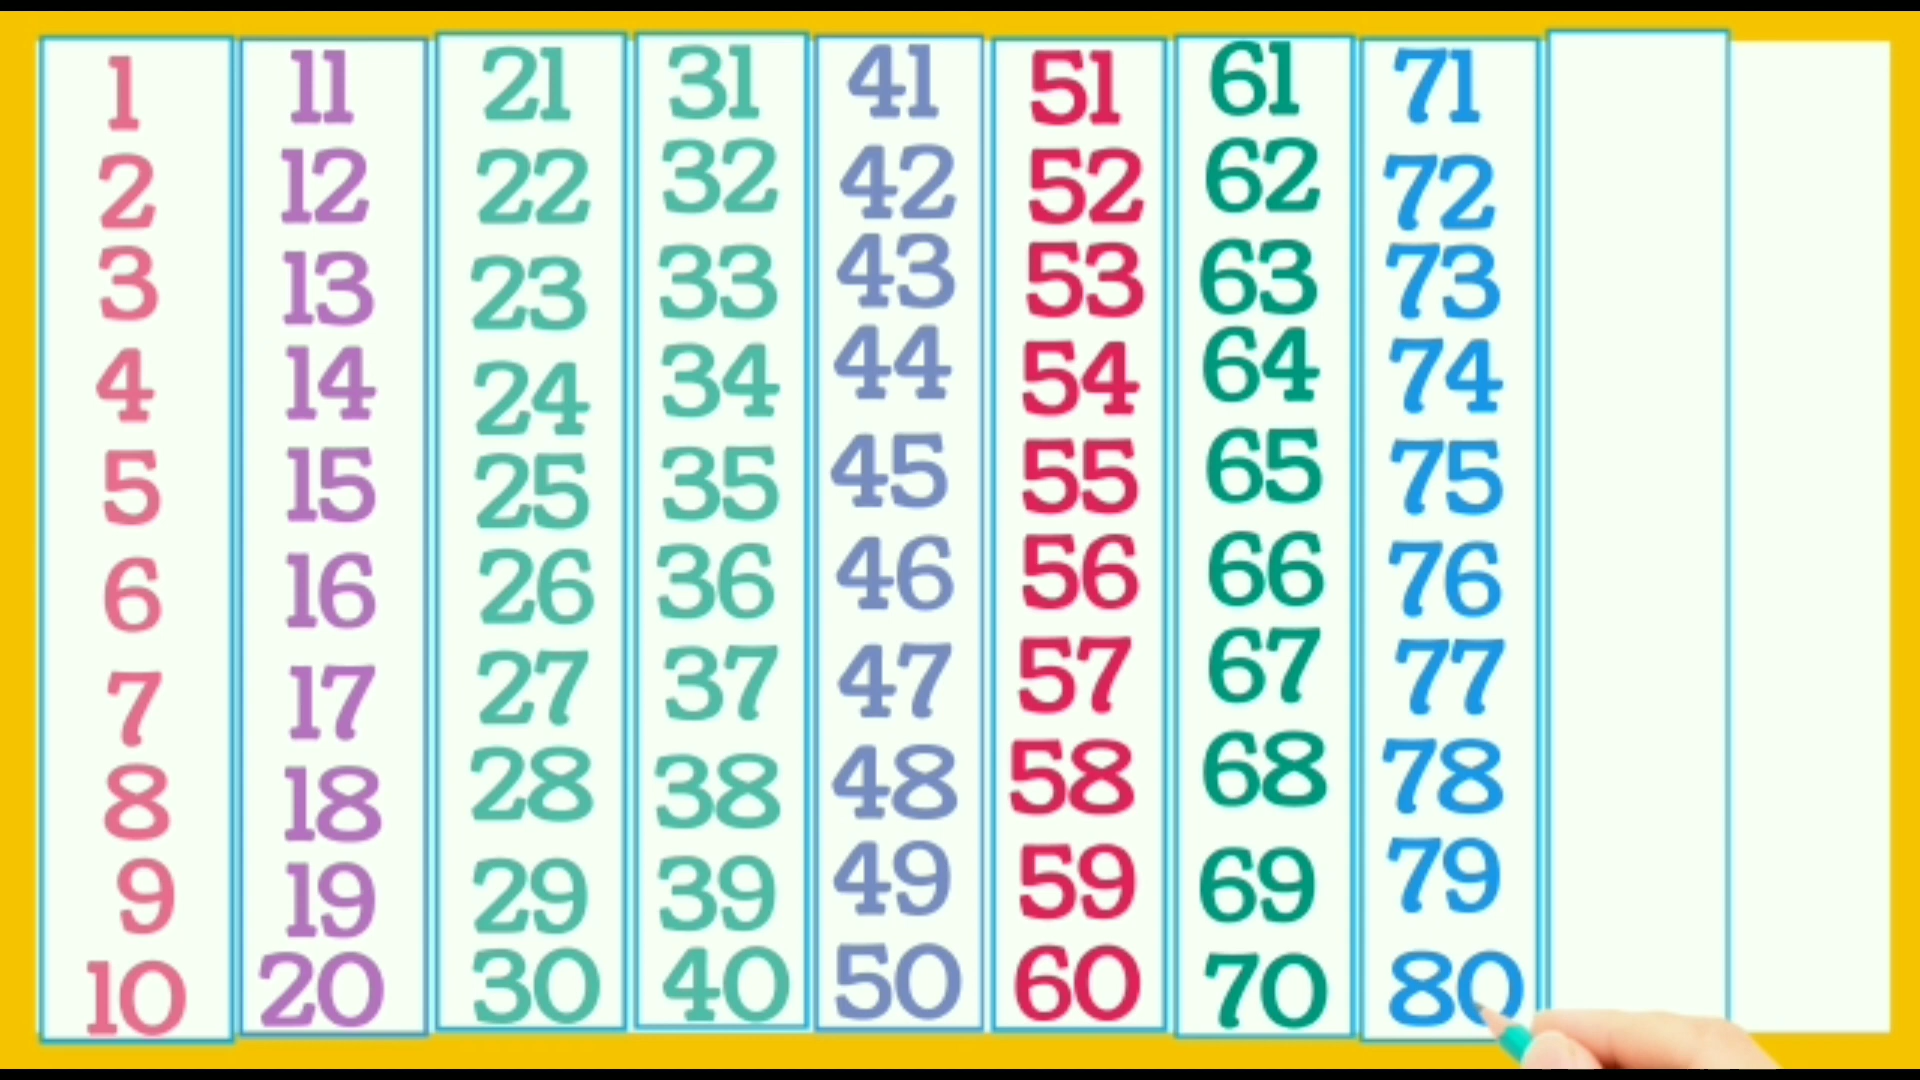 1 11 21 31 41 51 61 71
2 12 22 32 42 52 62 72
3 13 23 33 43 53 63 73
4 14 24 34 44 54 64 74
5 15 25 35 45 55 65 75
6 16 26 36 46 56 66 76
7 17 27 37 47 57 67 77
8 18 28 38 48 58 68 78
9 19 29 39 49 59 69 79
10 20 30 40 50 60 70 80